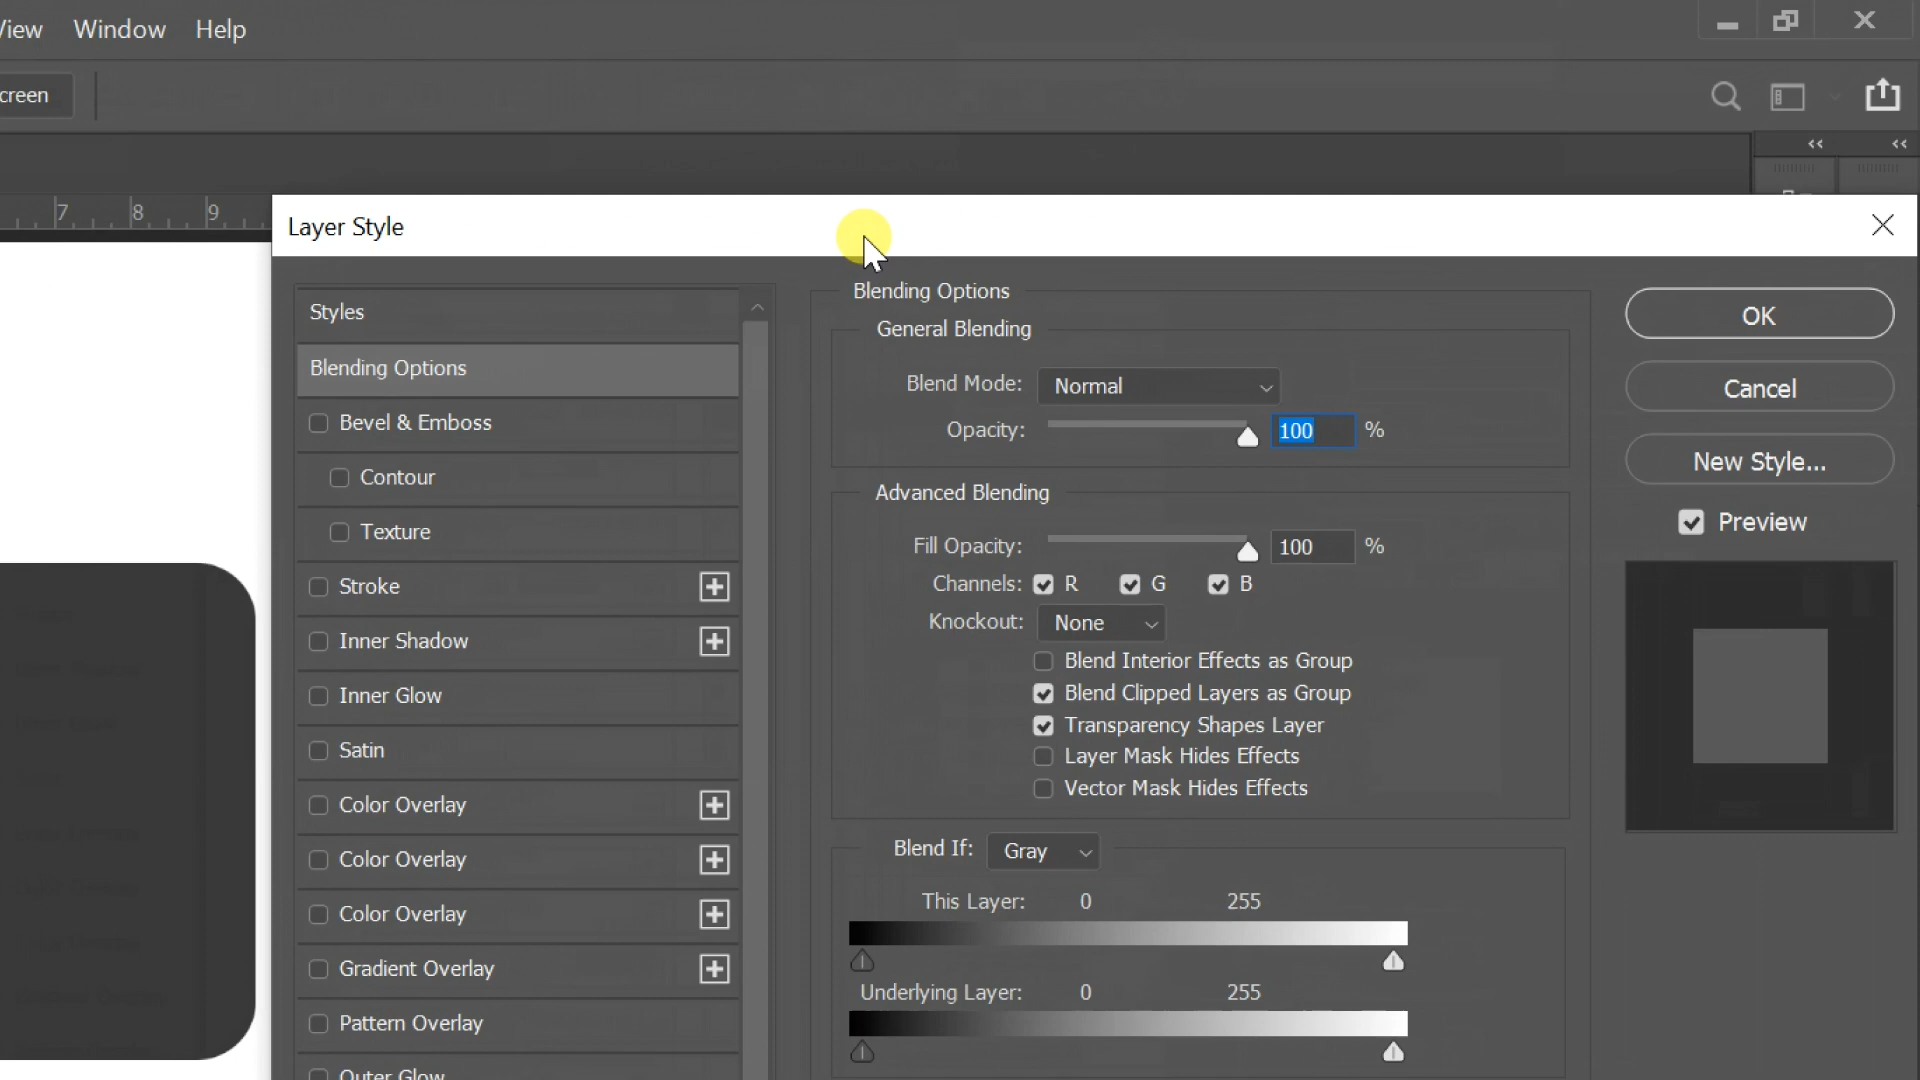 View Window Help
creen
7 8 9
Layer Style
Styles
Blending Options
Bevel & Emboss
Contour
Texture
Stroke
Inner Shadow
Inner Glow
Satin
Color Overlay
Color Overlay
Color Overlay
Gradient Overlay
Pattern Overlay
Outer Glow
Blending Options
General Blending
Blend Mode: Normal
Opacity: 100 %
Advanced Blending
Fill Opacity: 100 %
Channels: R G B
Knockout: None
Blend Interior Effects as Group
Blend Clipped Layers as Group
Transparency Shapes Layer
Layer Mask Hides Effects
Vector Mask Hides Effects
Blend If: Gray
This Layer: 0 255
Underlying Layer: 0 255
OK
Cancel
New Style...
Preview